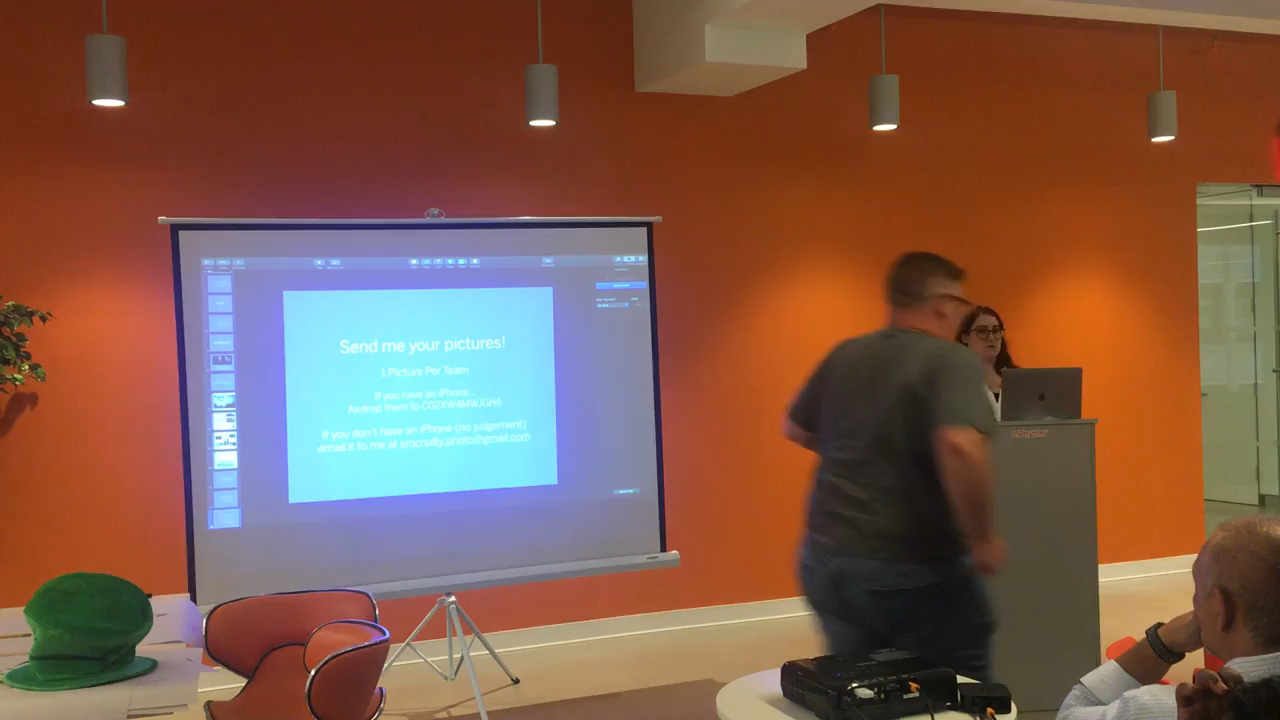 Send me your pictures!
1 Picture Per Team
If you have an iPhone...
Airdrop them to C02XW4MWJGH6
If you don't have an iPhone (no judgement)
email it to me at smcnulty.photo@gmail.com